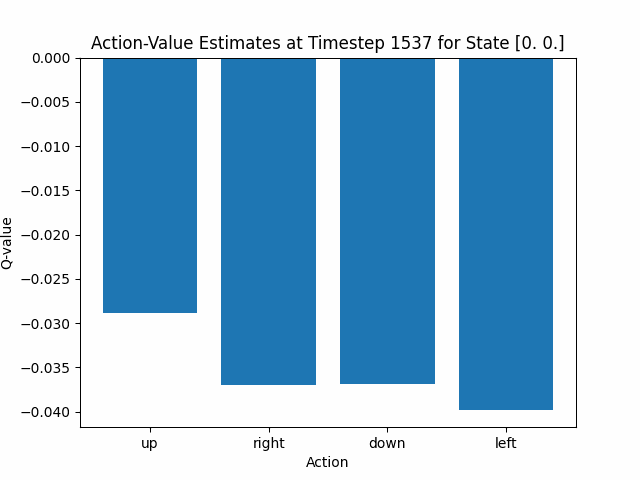 Action-Value Estimates at Timestep 1537 for State [0. 0.]
0.000
−0.005
−0.010
−0.015
−0.020
−0.025
−0.030
−0.035
−0.040
Q-value
up right down left
Action